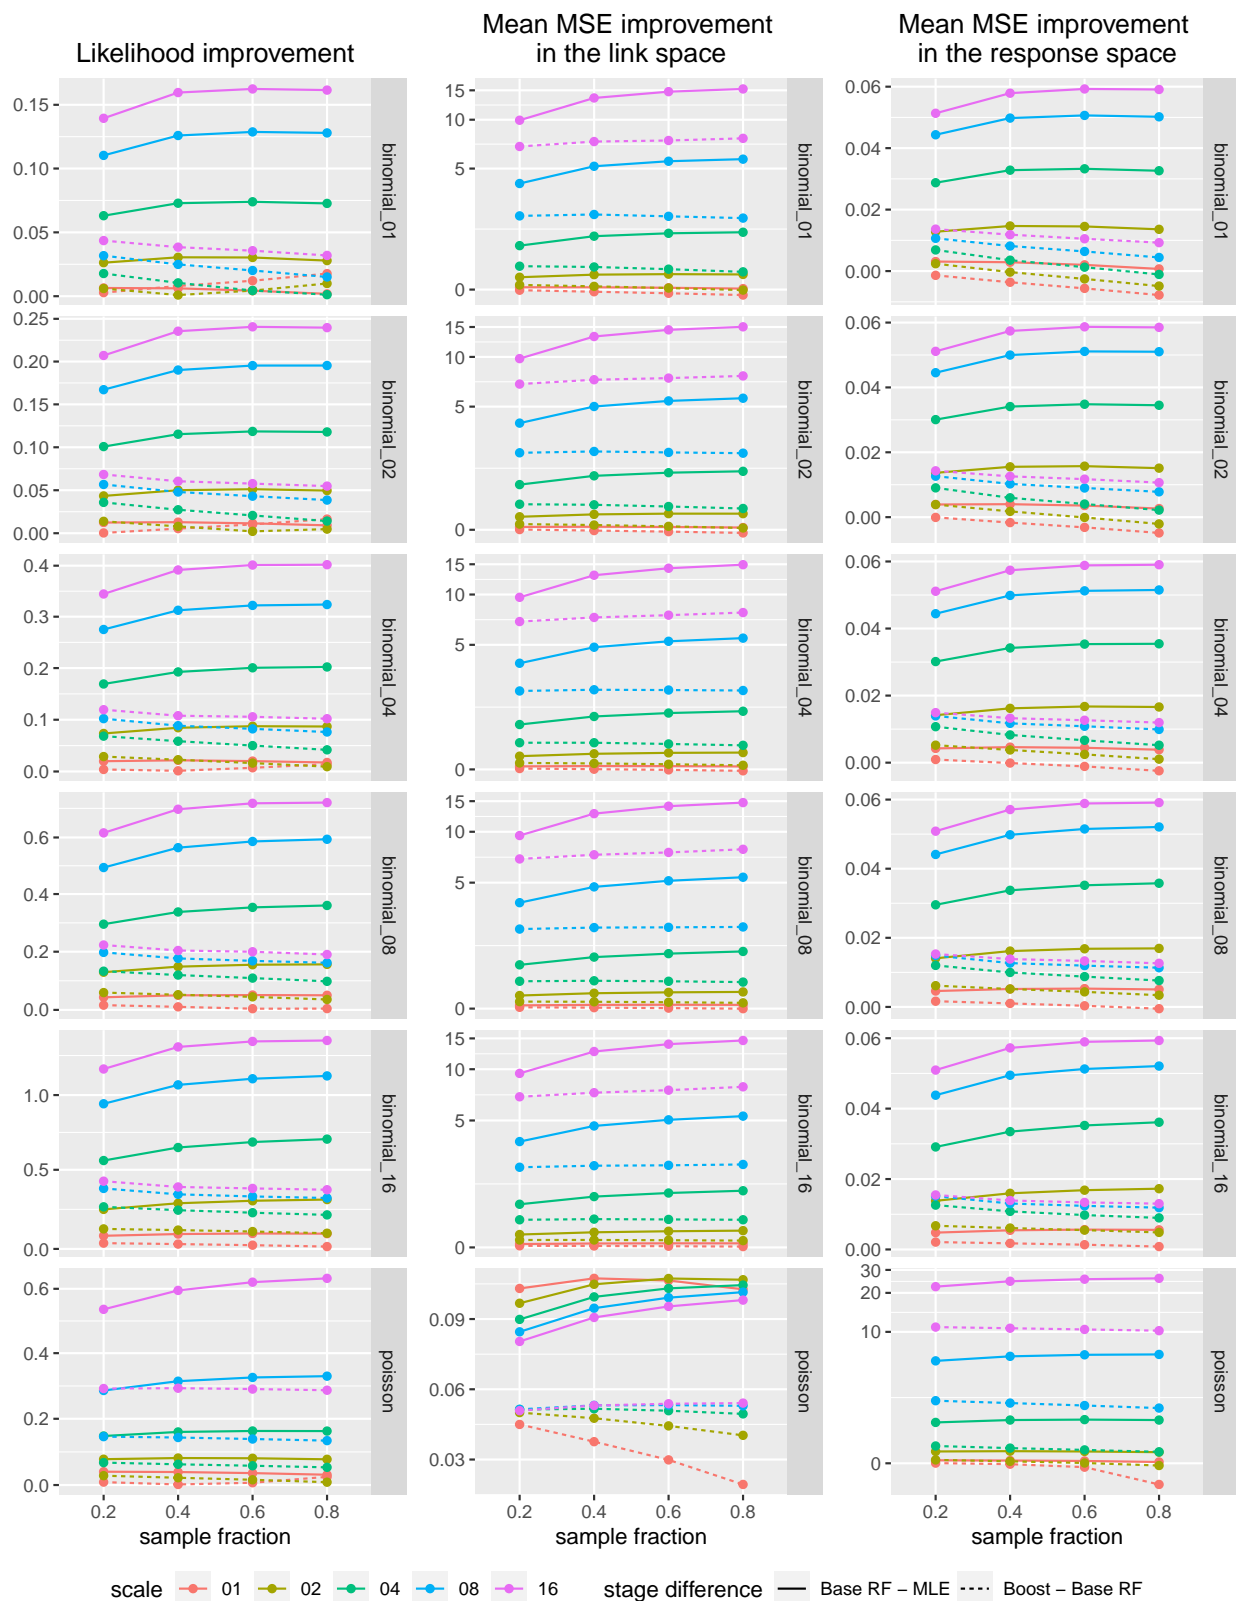 Likelihood improvement
Mean MSE improvement
in the link space
Mean MSE improvement
in the response space
0.15
0.10
0.05
0.00
15
10
5
0
0.06
0.04
0.02
0.00
binomial_01
binomial_01
binomial_01
0.25
0.20
0.15
0.10
0.05
0.00
15
10
5
0
0.06
0.04
0.02
0.00
binomial_02
binomial_02
binomial_02
0.4
0.3
0.2
0.1
0.0
15
10
5
0
0.06
0.04
0.02
0.00
binomial_04
binomial_04
binomial_04
0.6
0.4
0.2
0.0
15
10
5
0
0.06
0.04
0.02
0.00
binomial_08
binomial_08
binomial_08
1.0
0.5
0.0
15
10
5
0
0.06
0.04
0.02
0.00
binomial_16
binomial_16
binomial_16
0.6
0.4
0.2
0.0
0.09
0.06
0.03
30
20
10
0
poisson
poisson
poisson
0.2 0.4 0.6 0.8
0.2 0.4 0.6 0.8
0.2 0.4 0.6 0.8
sample fraction
sample fraction
sample fraction
scale 01 02 04 08 16 stage difference Base RF − MLE Boost − Base RF